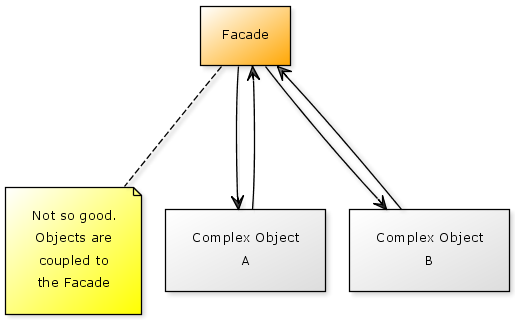 Facade
Not so good.
Objects are
coupled to
the Facade
Complex Object
A
Complex Object
B